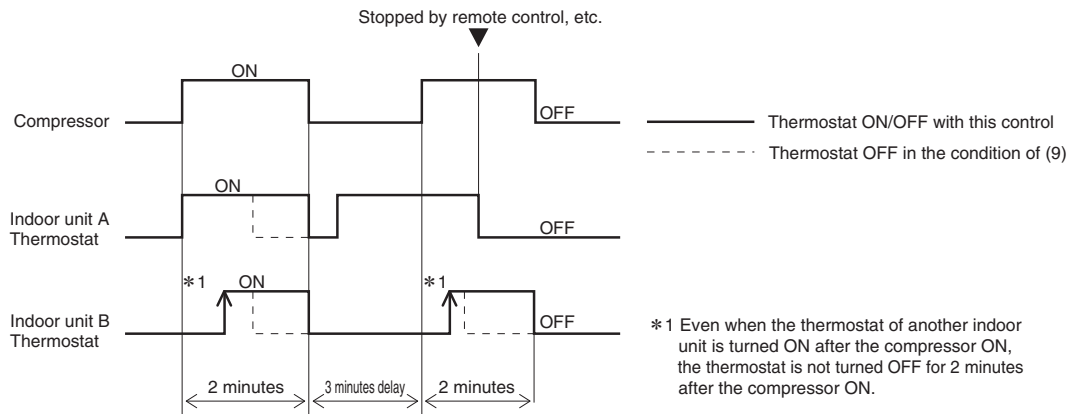 Stopped by remote control, etc.
ON
Compressor
OFF
Thermostat ON/OFF with this control
Thermostat OFF in the condition of (9)
ON
Indoor unit A
Thermostat
OFF
*1
ON
*1
Indoor unit B
Thermostat
OFF
*1 Even when the thermostat of another indoor
unit is turned ON after the compressor ON,
the thermostat is not turned OFF for 2 minutes
after the compressor ON.
2 minutes
3 minutes delay
2 minutes